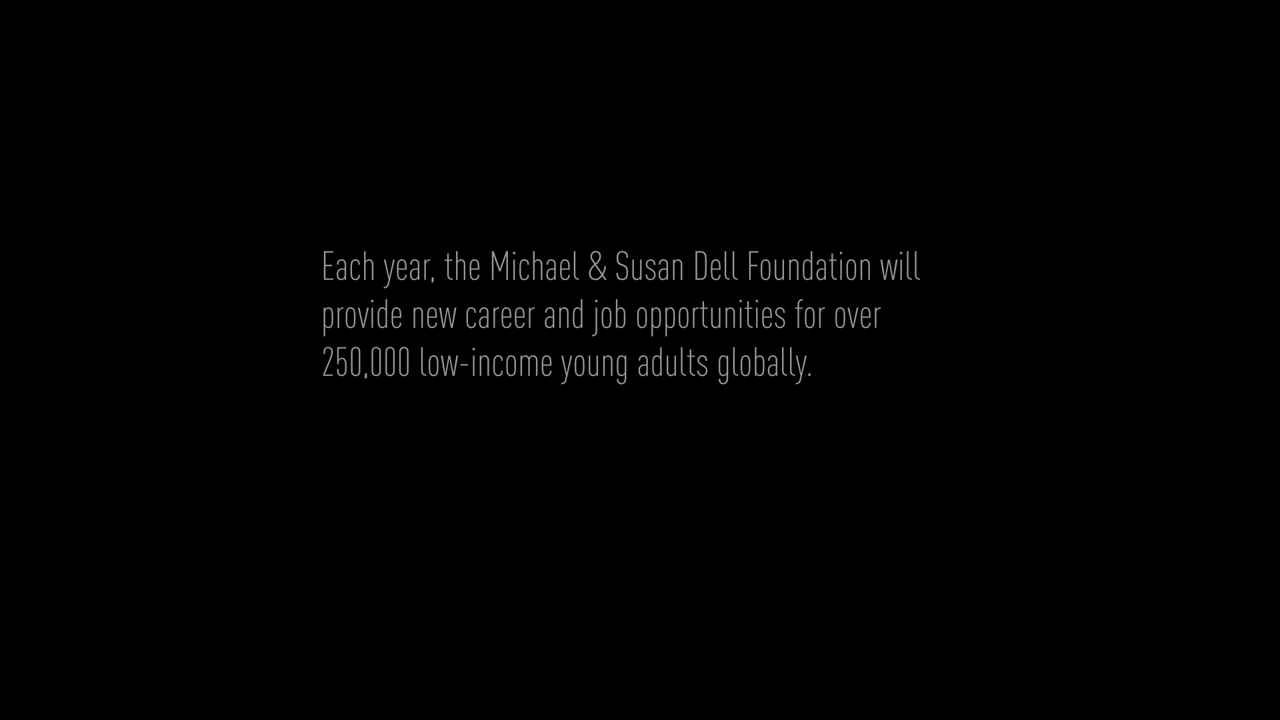 Each year, the Michael & Susan Dell Foundation will
provide new career and job opportunities for over
250,000 low-income young adults globally.